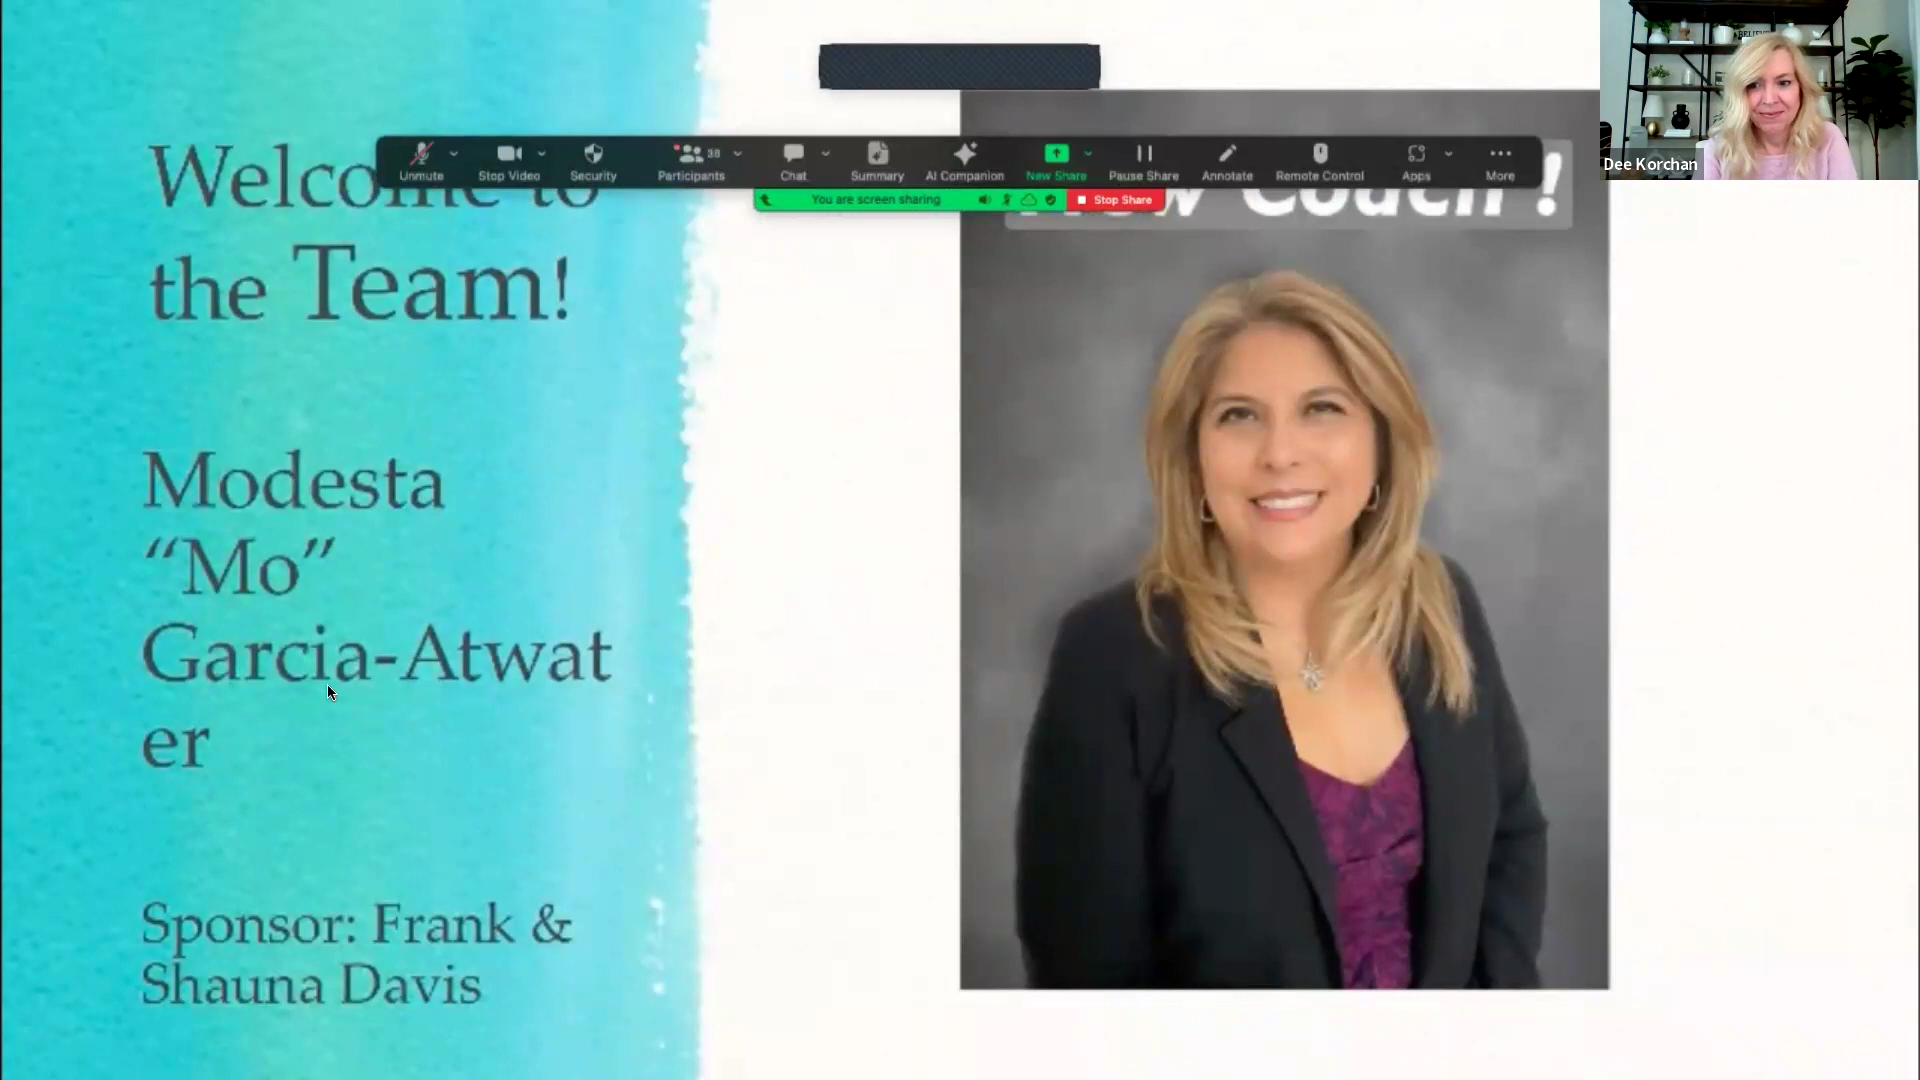 Welcome to
the Team!
Modesta
“Mo”
Garcia-Atwat
er
Sponsor: Frank &
Shauna Davis
Unmute
Stop Video
Security
Participants
38
Chat
Summary
AI Companion
New Share
Pause Share
Annotate
Remote Control
Apps
More
You are screen sharing
Stop Share
New Coach!
BELIEVE
Dee Korchan